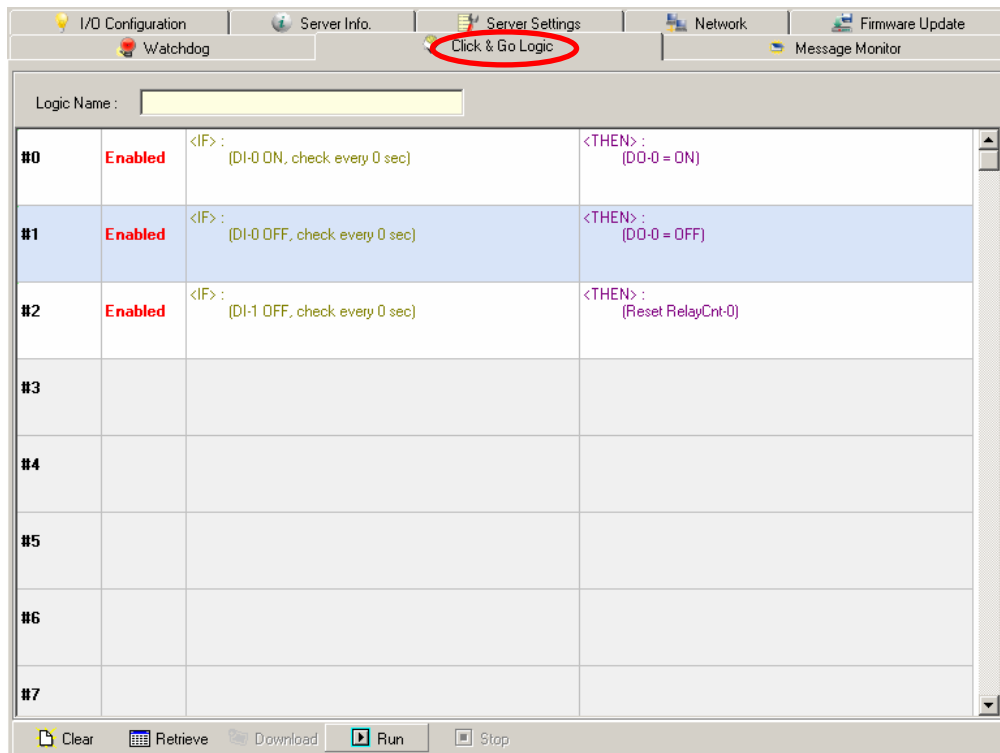 I/O Configuration
Server Info.
Server Settings
Network
Firmware Update
Watchdog
Click & Go Logic
Message Monitor
Logic Name :
#0 Enabled <IF> : <THEN> :
(DI-0 ON, check every 0 sec) (DO-0 = ON)
#1 Enabled <IF> : <THEN> :
(DI-0 OFF, check every 0 sec) (DO-0 = OFF)
#2 Enabled <IF> : <THEN> :
(DI-1 OFF, check every 0 sec) (Reset RelayCnt-0)
#3
#4
#5
#6
#7
Clear Retrieve Download Run Stop